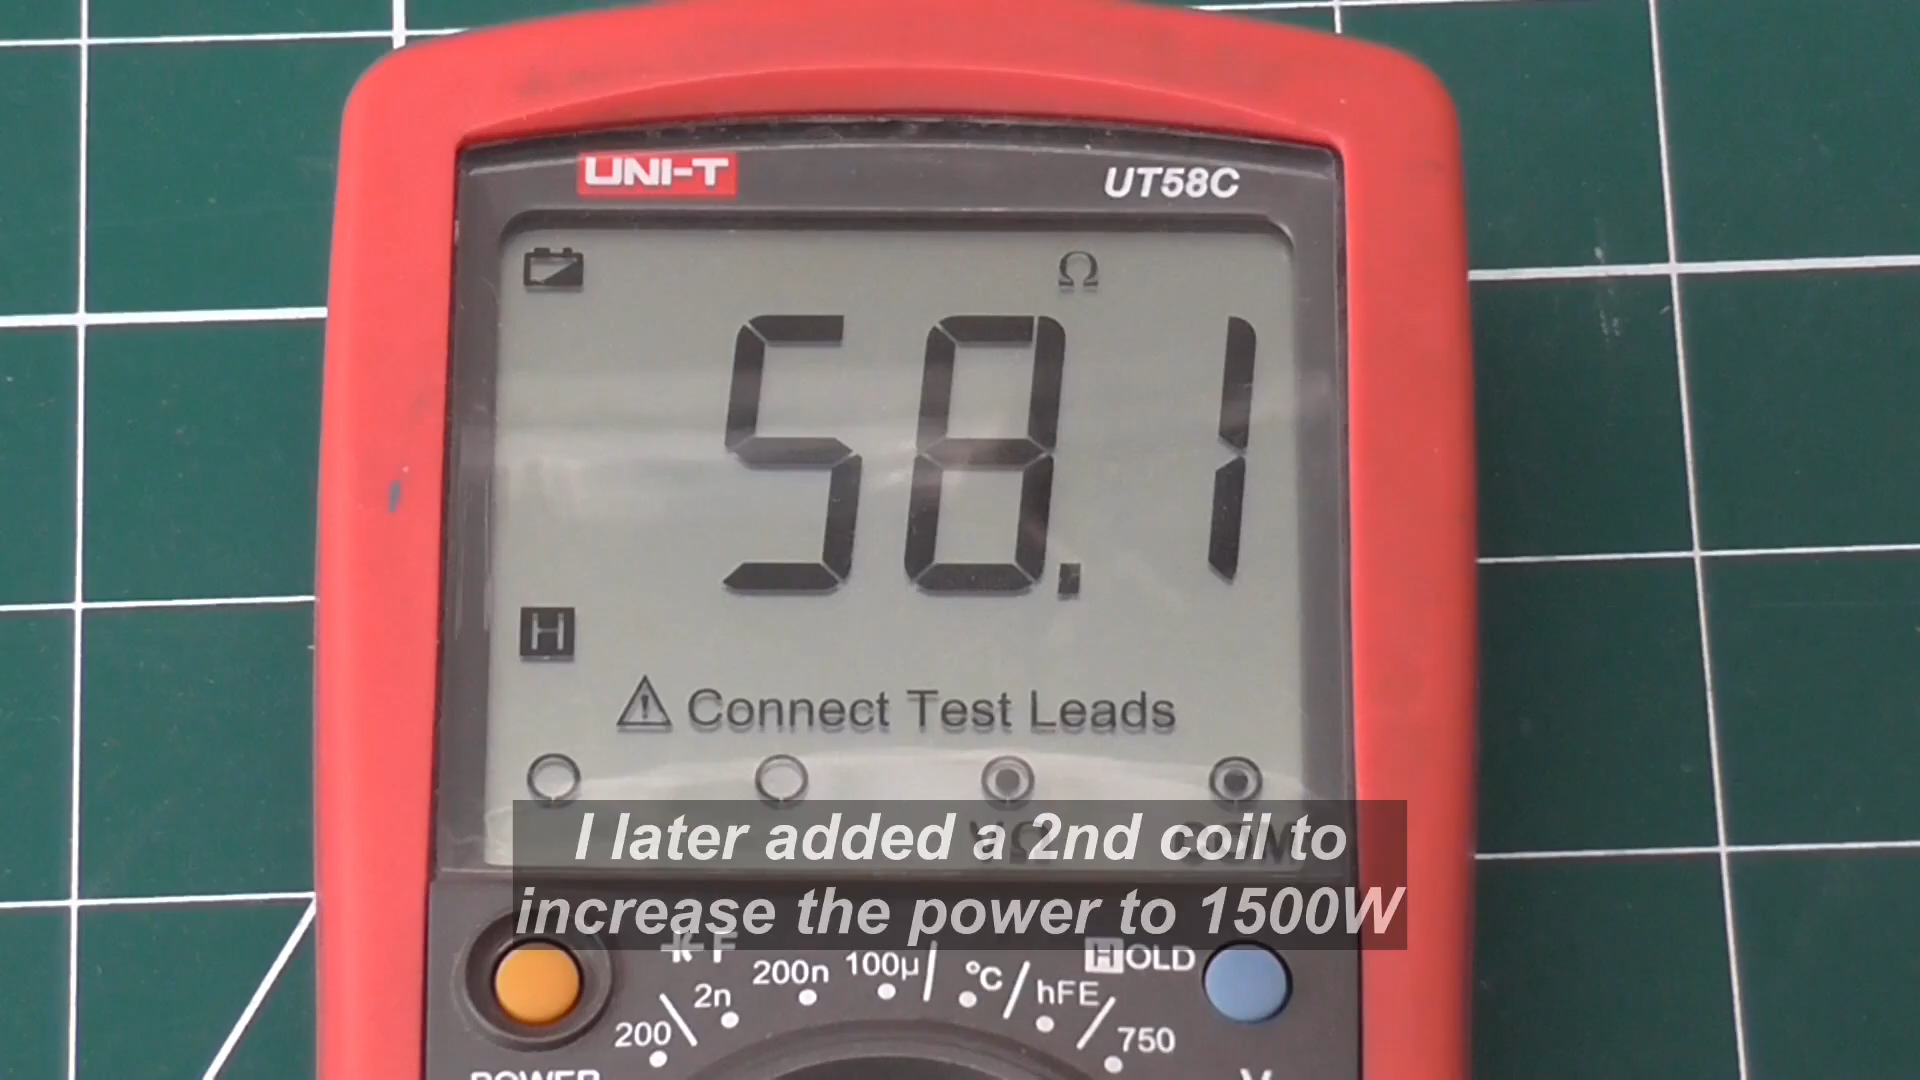 UNI-T
UT58C
Ω
58.1
H
Connect Test Leads
I later added a 2nd coil to
increase the power to 1500W
F
HOLD
200 2n 200n 100µ °C hFE 750
POWER
V